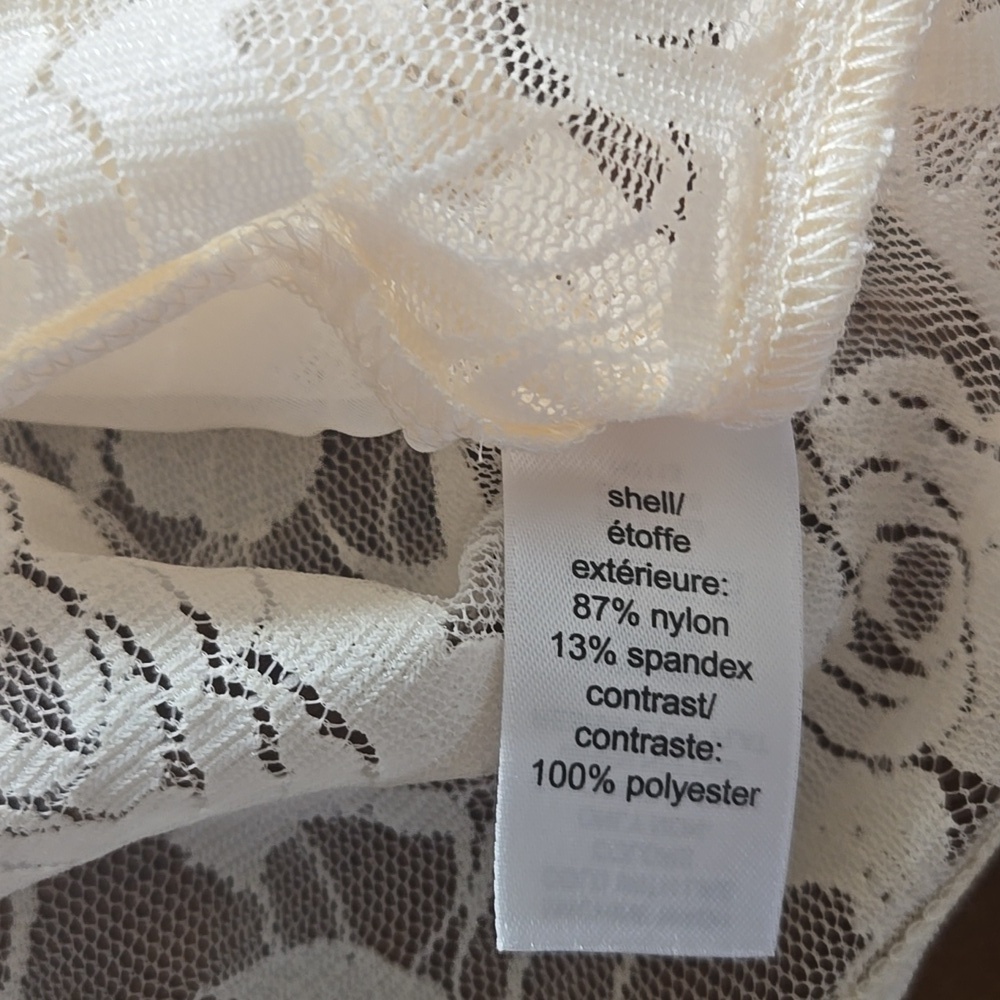 shell/
étoffe
extérieure:
87% nylon
13% spandex
contrast/
contraste:
100% polyester